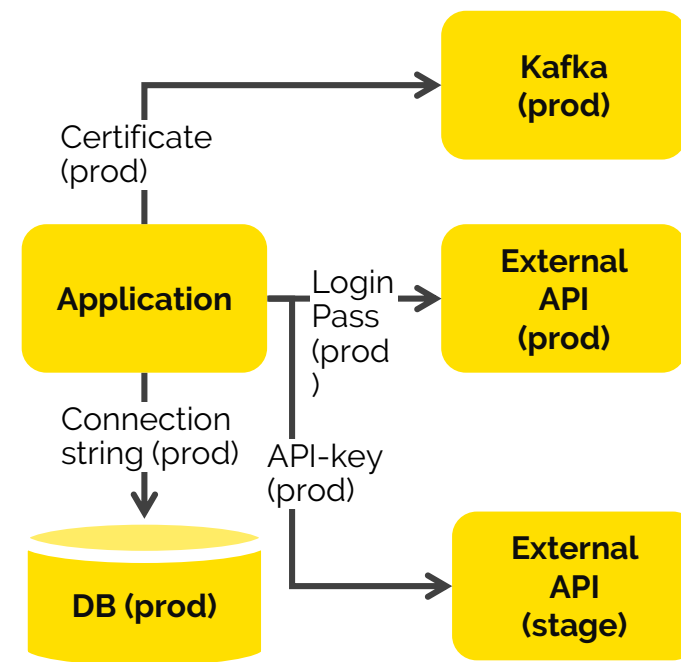 Kafka
(prod)
Certificate
(prod)
Application
Login
Pass
(prod
)
External
API
(prod)
Connection
string (prod)
API-key
(prod)
DB (prod)
External
API
(stage)